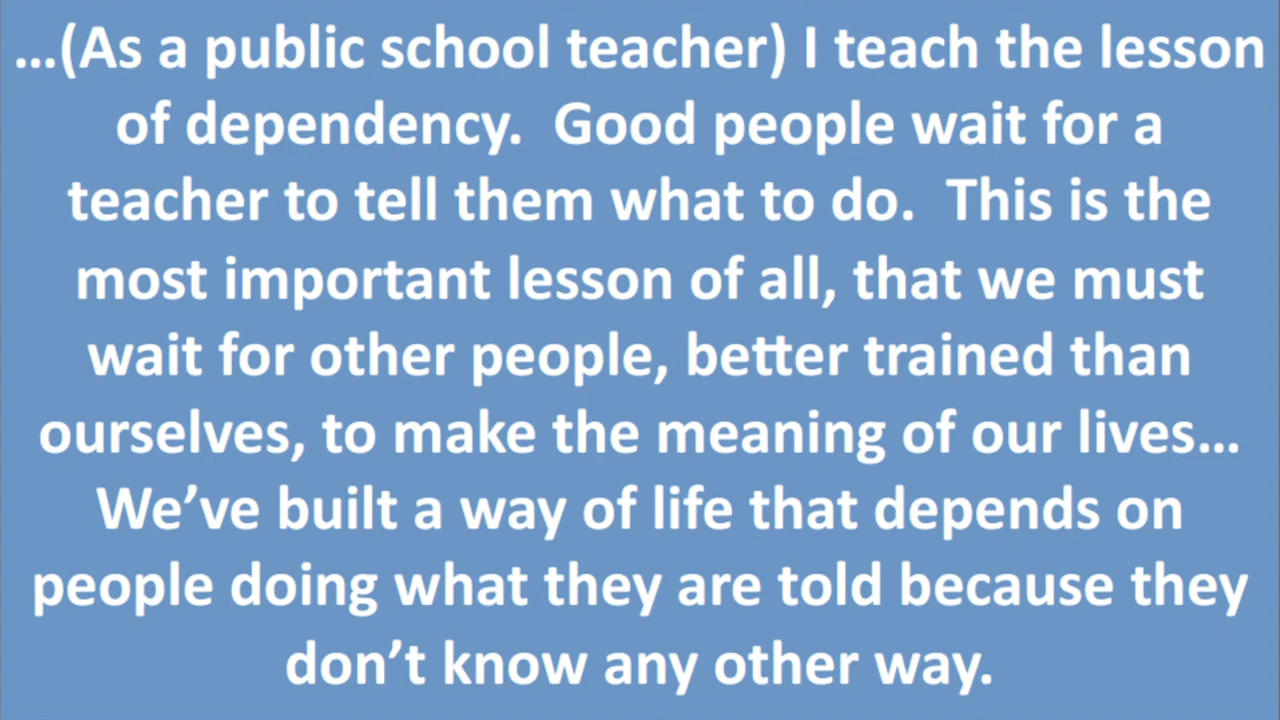 …(As a public school teacher) I teach the lesson
of dependency.  Good people wait for a
teacher to tell them what to do.  This is the
most important lesson of all, that we must
wait for other people, better trained than
ourselves, to make the meaning of our lives…
We’ve built a way of life that depends on
people doing what they are told because they
don’t know any other way.